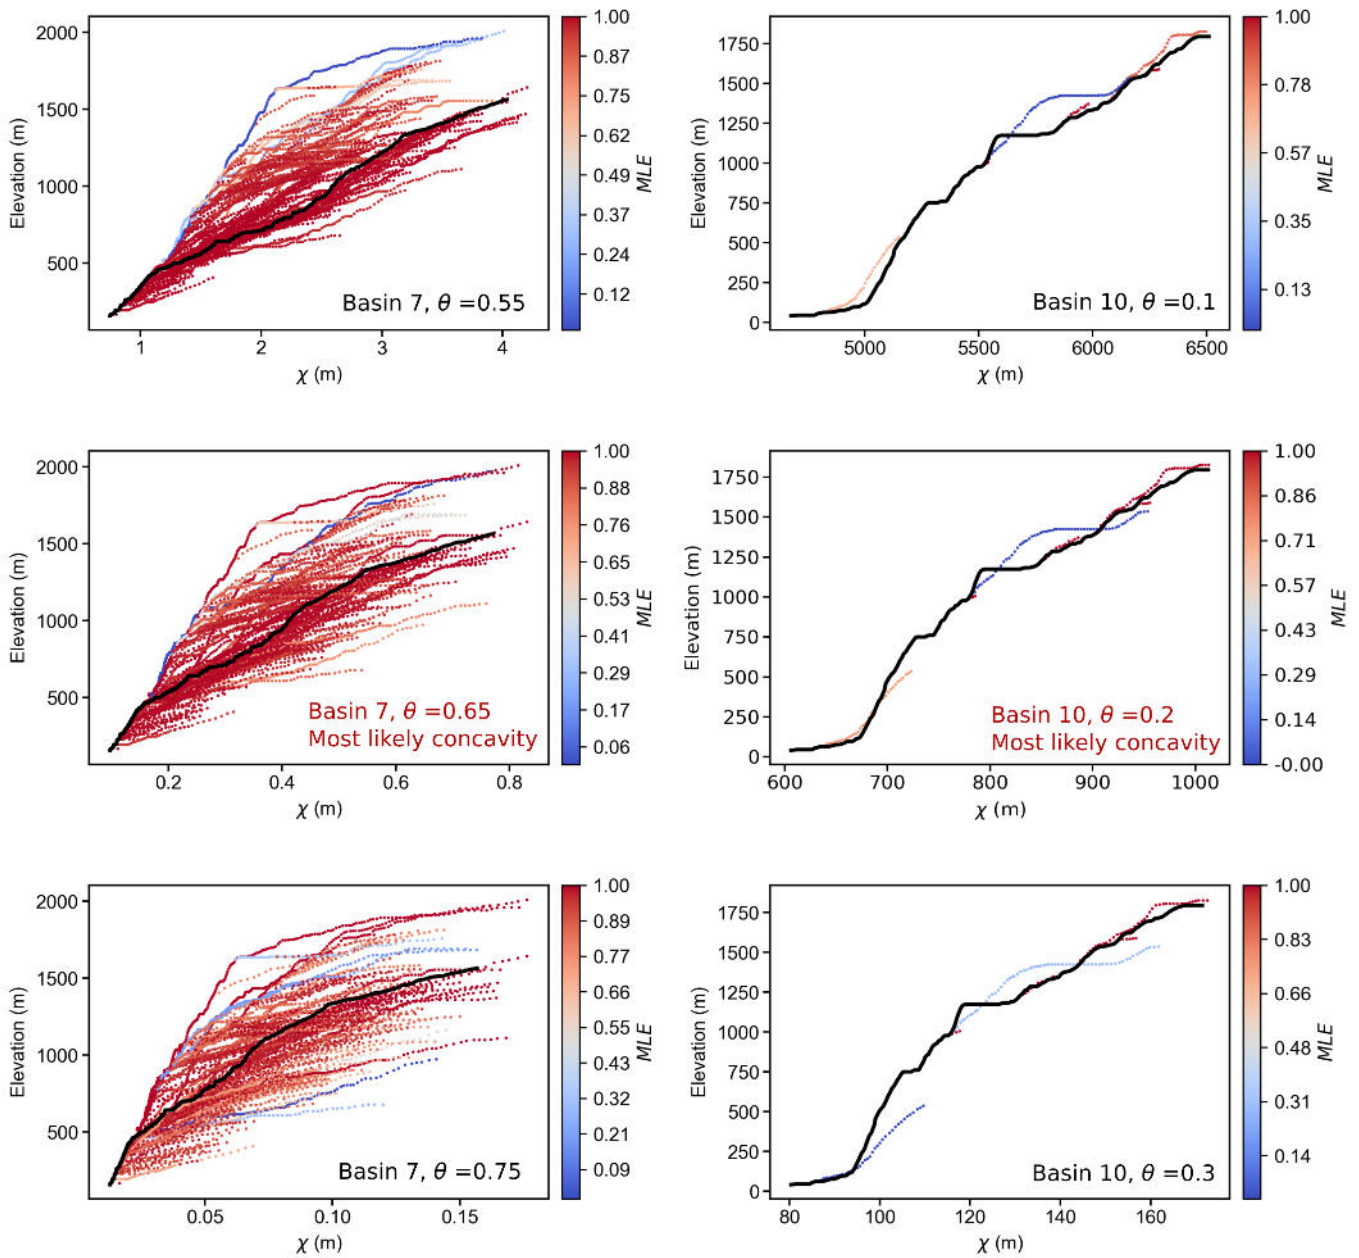 2000
1500
1000
500
Elevation (m)
1 2 3 4
χ (m)
Basin 7, θ =0.55
1.00
0.87
0.75
0.62
0.49
0.37
0.24
0.12
MLE
1750
1500
1250
1000
750
500
250
0
Elevation (m)
5000 5500 6000 6500
χ (m)
Basin 10, θ =0.1
1.00
0.78
0.57
0.35
0.13
MLE
2000
1500
1000
500
Elevation (m)
0.2 0.4 0.6 0.8
χ (m)
Basin 7, θ =0.65
Most likely concavity
1.00
0.88
0.76
0.65
0.53
0.41
0.29
0.17
0.06
MLE
1750
1500
1250
1000
750
500
250
0
Elevation (m)
600 700 800 900 1000
χ (m)
Basin 10, θ =0.2
Most likely concavity
1.00
0.86
0.71
0.57
0.43
0.29
0.14
-0.00
MLE
2000
1500
1000
500
Elevation (m)
0.05 0.10 0.15
χ (m)
Basin 7, θ =0.75
1.00
0.89
0.77
0.66
0.55
0.43
0.32
0.21
0.09
MLE
1750
1500
1250
1000
750
500
250
0
Elevation (m)
80 100 120 140 160
χ (m)
Basin 10, θ =0.3
1.00
0.83
0.66
0.48
0.31
0.14
MLE